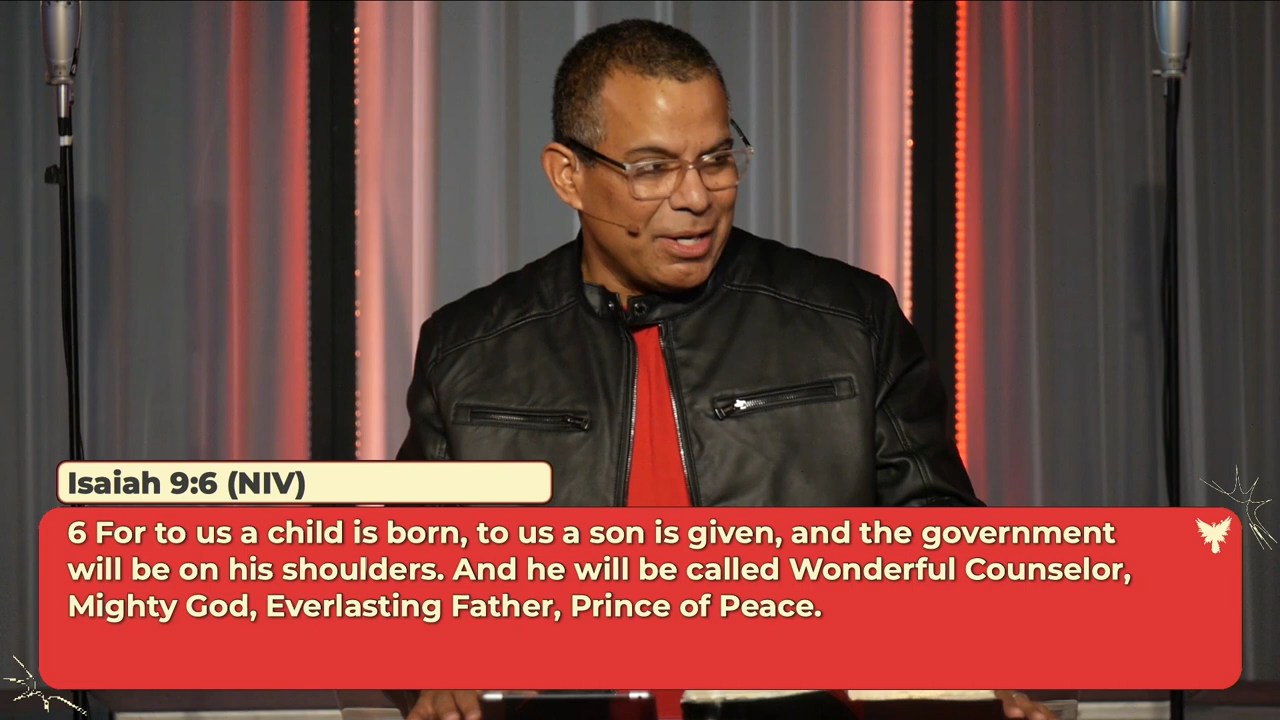 Isaiah 9:6 (NIV)
6 For to us a child is born, to us a son is given, and the government
will be on his shoulders. And he will be called Wonderful Counselor,
Mighty God, Everlasting Father, Prince of Peace.